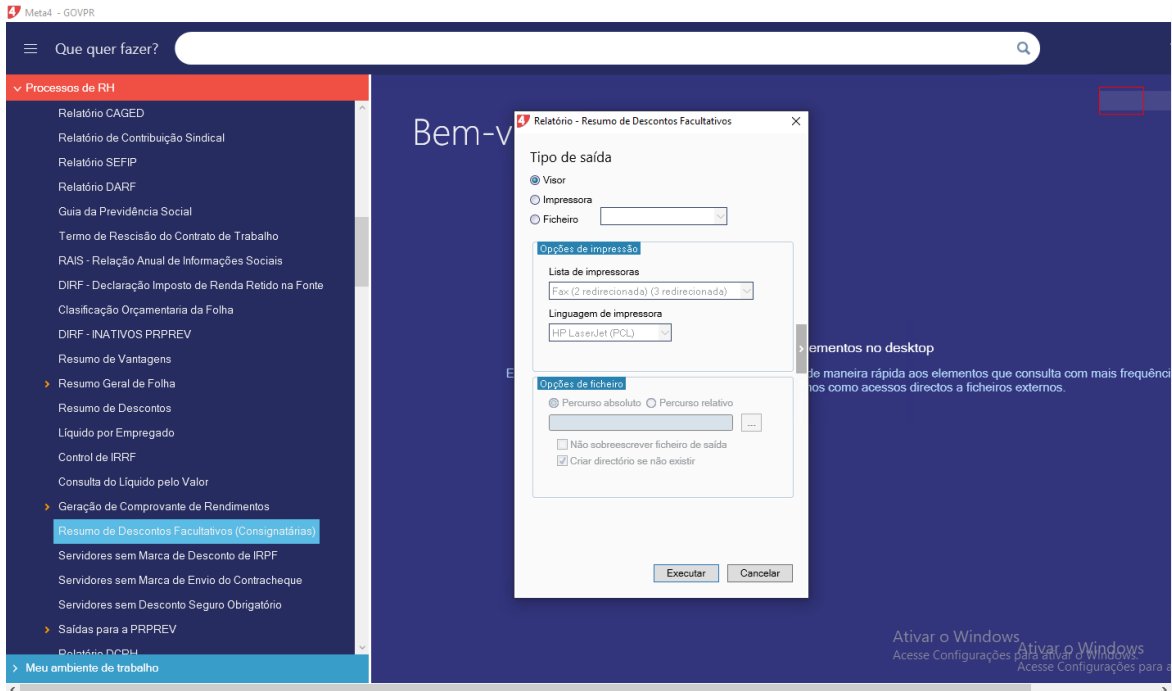 Meta4 - GOVPR
Que quer fazer?
Processos de RH
Relatório CAGED
Relatório de Contribuição Sindical
Relatório SEFIP
Relatório DARF
Guia da Previdência Social
Termo de Rescisão do Contrato de Trabalho
RAIS - Relação Anual de Informações Sociais
DIRF - Declaração Imposto de Renda Retido na Fonte
Clasificação Orçamentaria da Folha
DIRF - INATIVOS PRPREV
Resumo de Vantagens
Resumo Geral de Folha
Resumo de Descontos
Líquido por Empregado
Control de IRRF
Consulta do Líquido pelo Valor
Geração de Comprovante de Rendimentos
Resumo de Descontos Facultativos (Consignatárias)
Servidores sem Marca de Desconto de IRPF
Servidores sem Marca de Envio do Contracheque
Servidores sem Desconto Seguro Obrigatório
Saídas para a PRPREV
Relatório DCRH
Meu ambiente de trabalho
Bem-v
Relatório - Resumo de Descontos Facultativos
Tipo de saída
Visor
Impressora
Ficheiro
Opções de impressão
Lista de impressoras
Fax (2 redirecionada) (3 redirecionada)
Linguagem de impressora
HP LaserJet (PCL)
Opções de ficheiro
Percurso absoluto Percurso relativo
...
Não sobreescrever ficheiro de saída
Criar directório se não existir
Executar Cancelar
ementos no desktop
E
de maneira rápida aos elementos que consulta com mais frequênci
nos como acessos directos a ficheiros externos.
Ativar o Windows
Acesse Configurações para ativar o Windows.
Ativar o Windows
Acesse Configurações para a